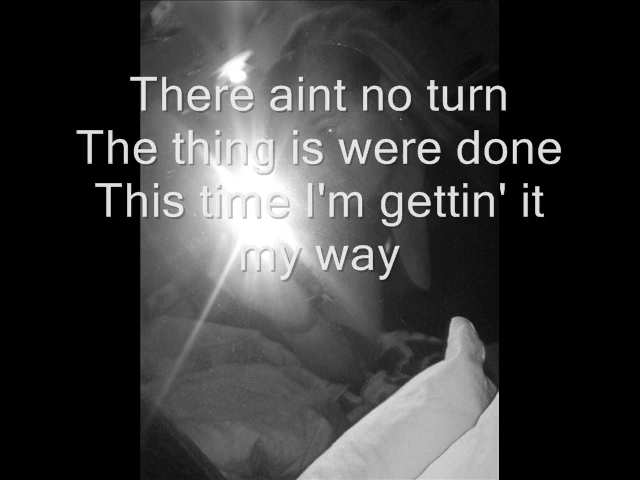 There aint no turn
The thing is were done
This time I'm gettin' it
my way